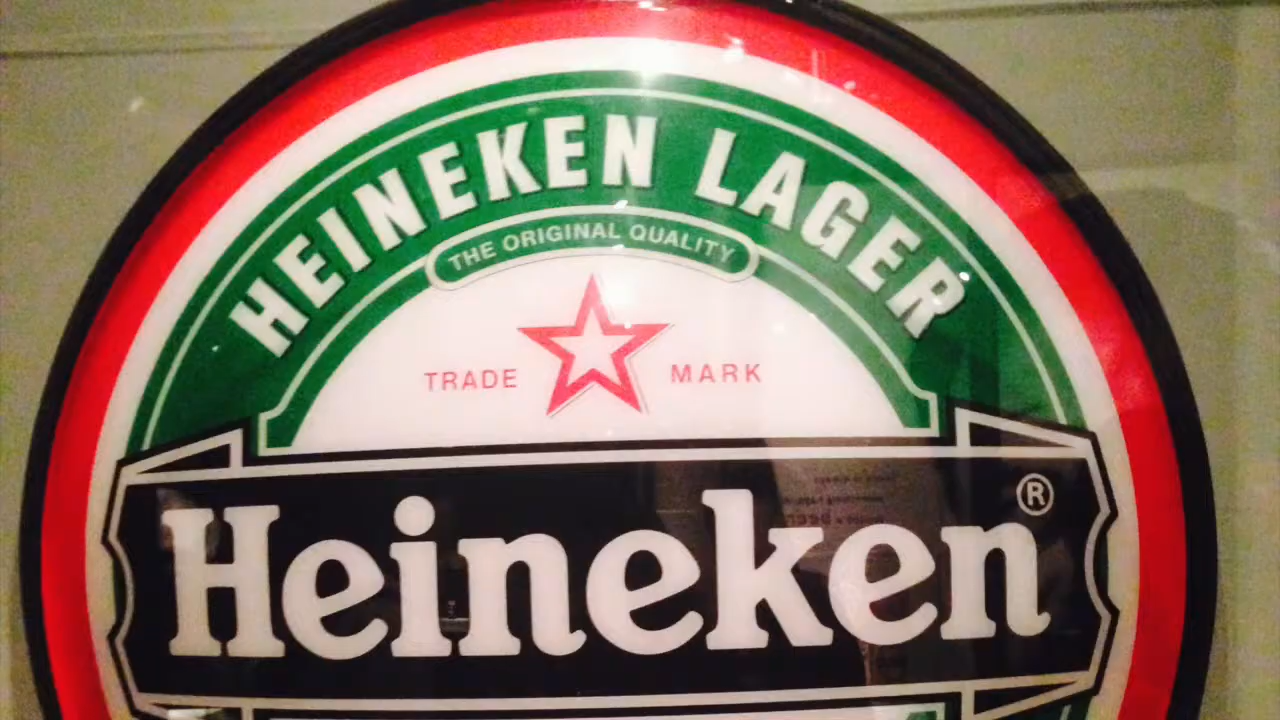 HEINEKEN LAGER
THE ORIGINAL QUALITY
TRADE MARK
Heineken®